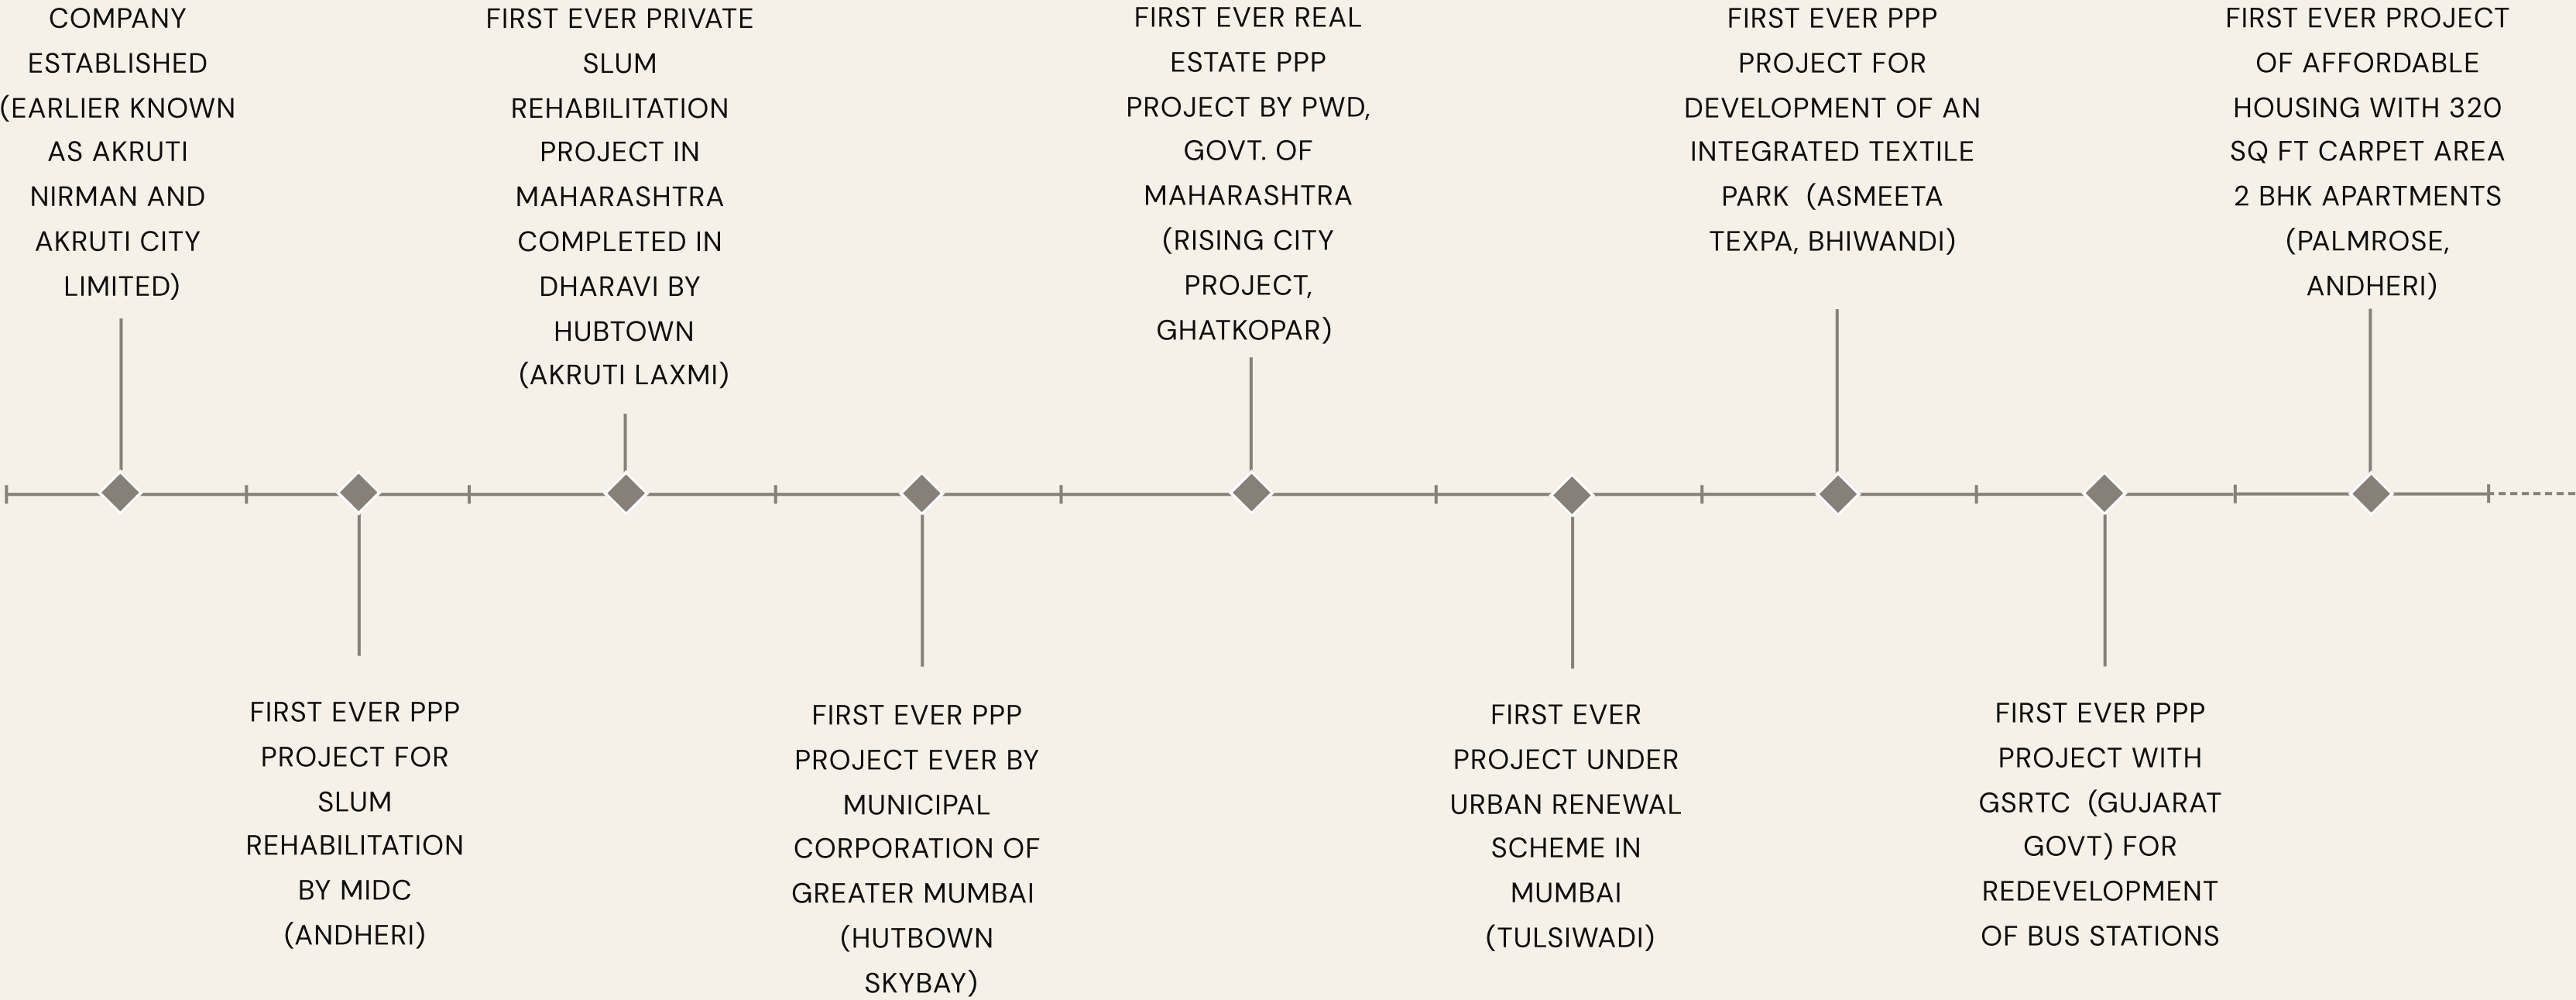 COMPANY
ESTABLISHED
(EARLIER KNOWN
AS AKRUTI
NIRMAN AND
AKRUTI CITY
LIMITED)
FIRST EVER PPP
PROJECT FOR
SLUM
REHABILITATION
BY MIDC
(ANDHERI)
FIRST EVER PRIVATE
SLUM
REHABILITATION
PROJECT IN
MAHARASHTRA
COMPLETED IN
DHARAVI BY
HUBTOWN
(AKRUTI LAXMI)
FIRST EVER PPP
PROJECT EVER BY
MUNICIPAL
CORPORATION OF
GREATER MUMBAI
(HUTBOWN
SKYBAY)
FIRST EVER REAL
ESTATE PPP
PROJECT BY PWD,
GOVT. OF
MAHARASHTRA
(RISING CITY
PROJECT,
GHATKOPAR)
FIRST EVER
PROJECT UNDER
URBAN RENEWAL
SCHEME IN
MUMBAI
(TULSIWADI)
FIRST EVER PPP
PROJECT FOR
DEVELOPMENT OF AN
INTEGRATED TEXTILE
PARK (ASMEETA
TEXPA, BHIWANDI)
FIRST EVER PPP
PROJECT WITH
GSRTC (GUJARAT
GOVT) FOR
REDEVELOPMENT
OF BUS STATIONS
FIRST EVER PROJECT
OF AFFORDABLE
HOUSING WITH 320
SQ FT CARPET AREA
2 BHK APARTMENTS
(PALMROSE,
ANDHERI)